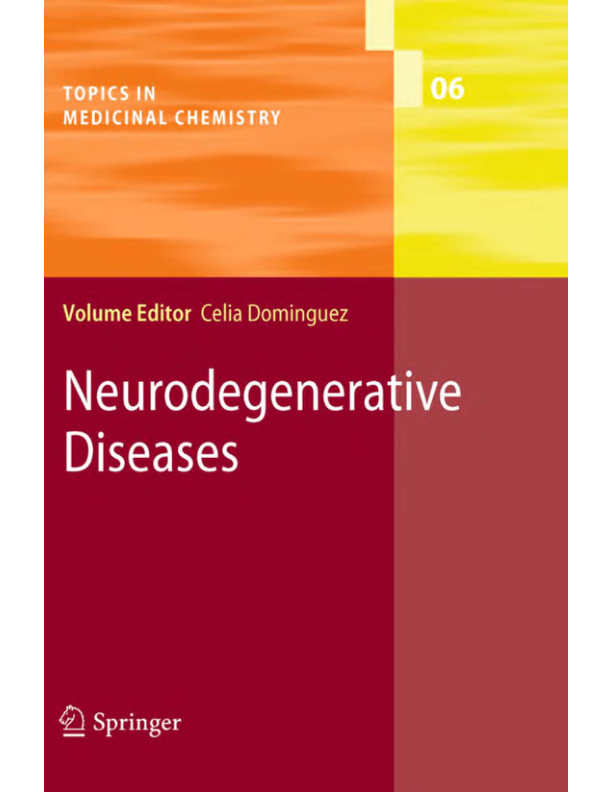 TOPICS IN
MEDICINAL CHEMISTRY
06
Volume Editor Celia Dominguez
Neurodegenerative
Diseases
Springer